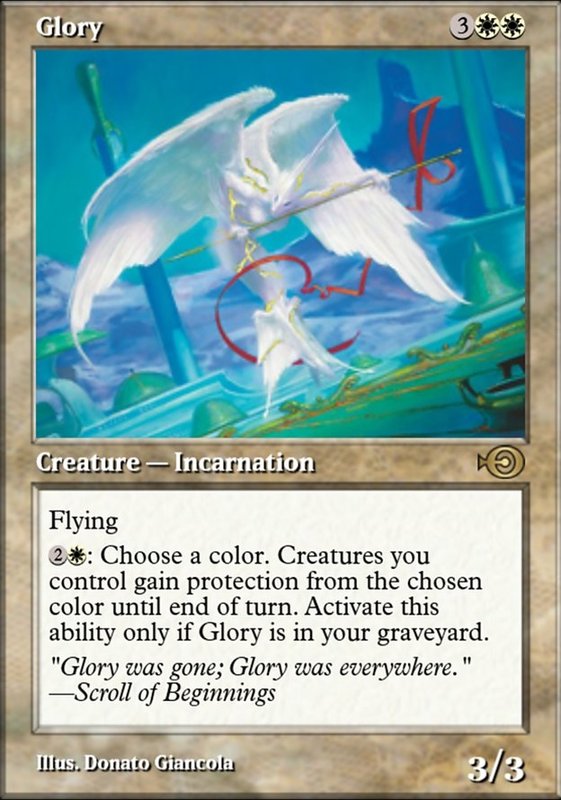 Glory 3
Creature — Incarnation
Flying
2: Choose a color. Creatures you
control gain protection from the chosen
color until end of turn. Activate this
ability only if Glory is in your graveyard.
"Glory was gone; Glory was everywhere."
—Scroll of Beginnings
Illus. Donato Giancola
3/3